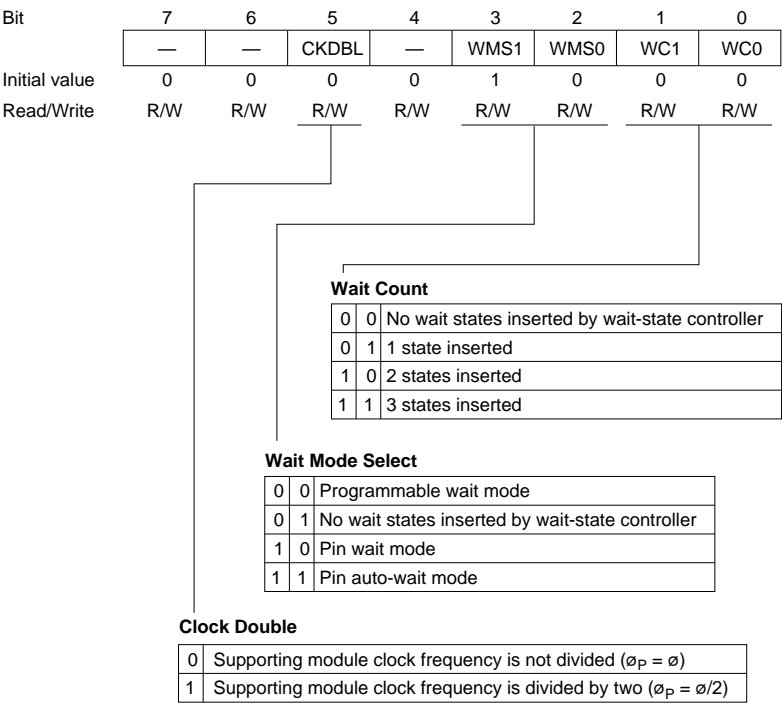 Bit 7 6 5 4 3 2 1 0
— — CKDBL — WMS1 WMS0 WC1 WC0
Initial value 0 0 0 0 1 0 0 0
Read/Write R/W R/W R/W R/W R/W R/W R/W R/W
Wait Count
0 0 No wait states inserted by wait-state controller
0 1 1 state inserted
1 0 2 states inserted
1 1 3 states inserted
Wait Mode Select
0 0 Programmable wait mode
0 1 No wait states inserted by wait-state controller
1 0 Pin wait mode
1 1 Pin auto-wait mode
Clock Double
0 Supporting module clock frequency is not divided (øP = ø)
1 Supporting module clock frequency is divided by two (øP = ø/2)